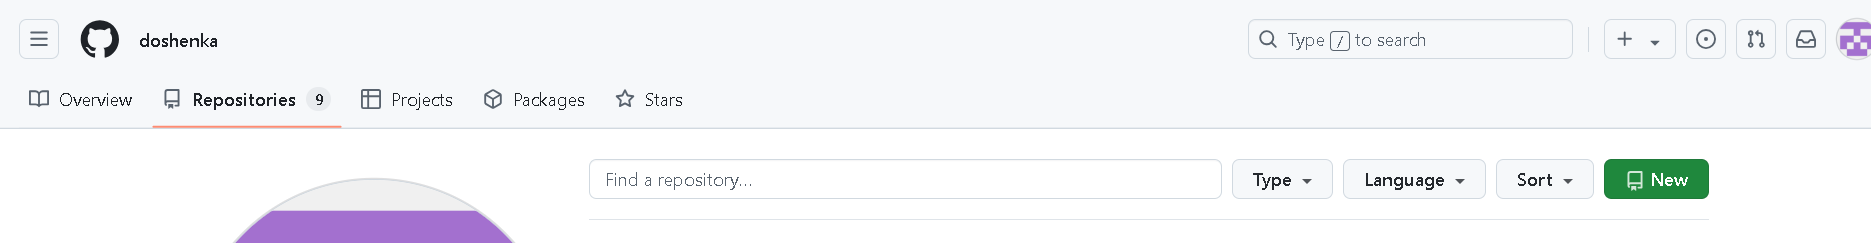 doshenka Type / to search
Overview Repositories 9 Projects Packages Stars
Find a repository... Type Language Sort New